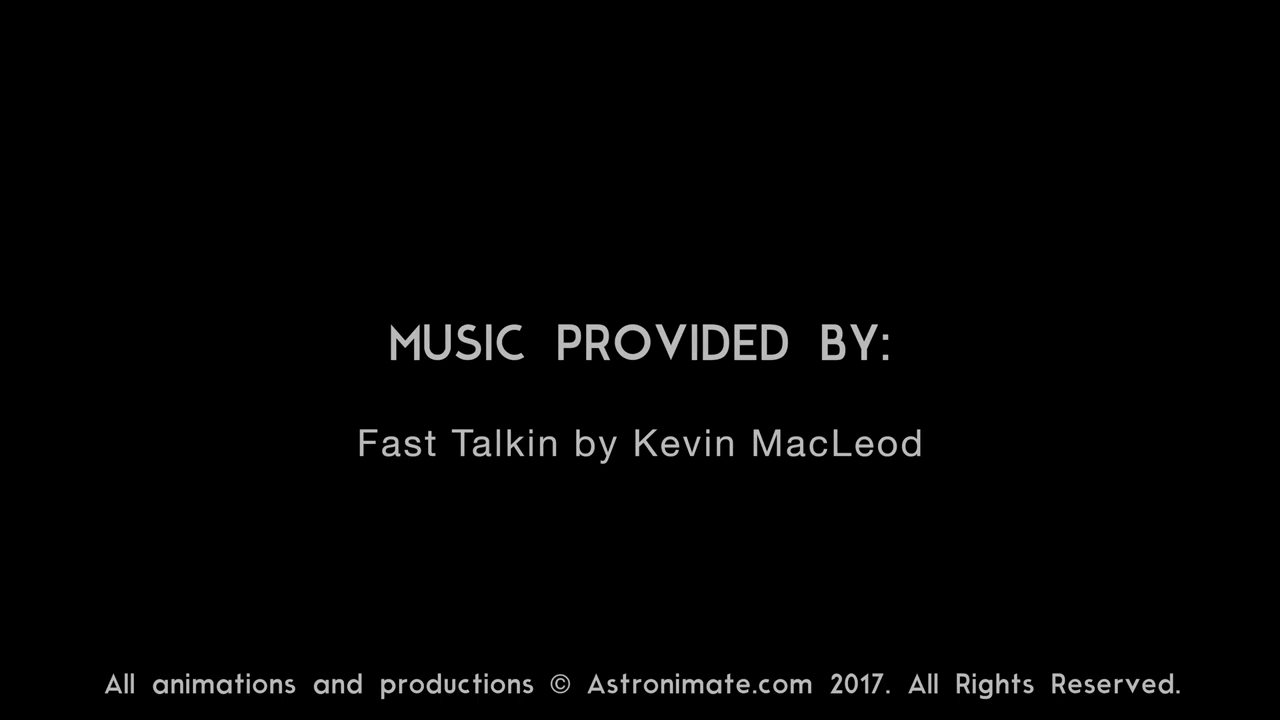 MUSIC PROVIDED BY:
Fast Talkin by Kevin MacLeod
All animations and productions © Astronimate.com 2017. All Rights Reserved.